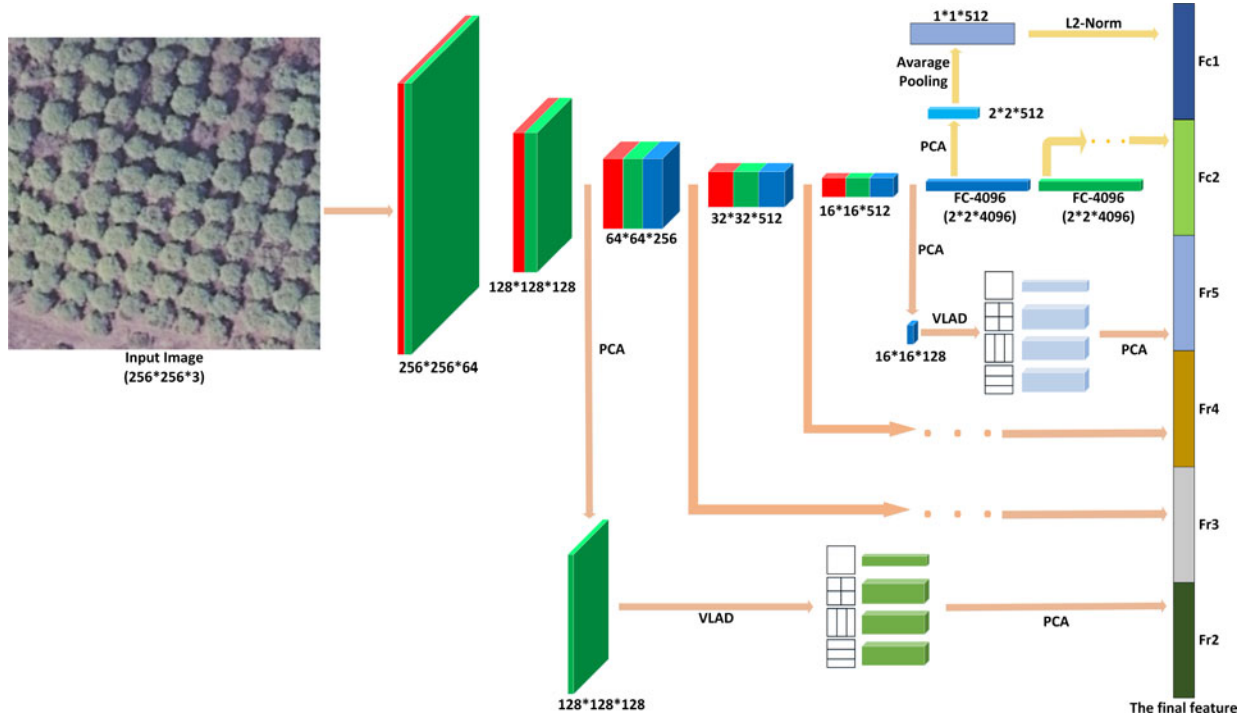 1*1*512
L2-Norm
Fc1
Avarage
Pooling
2*2*512
PCA
Fc2
FC-4096
(2*2*4096)
FC-4096
(2*2*4096)
16*16*512
32*32*512
64*64*256
128*128*128
256*256*64
Input Image
(256*256*3)
PCA
PCA
VLAD
16*16*128
PCA
Fr5
Fr4
Fr3
128*128*128
VLAD
PCA
Fr2
The final feature